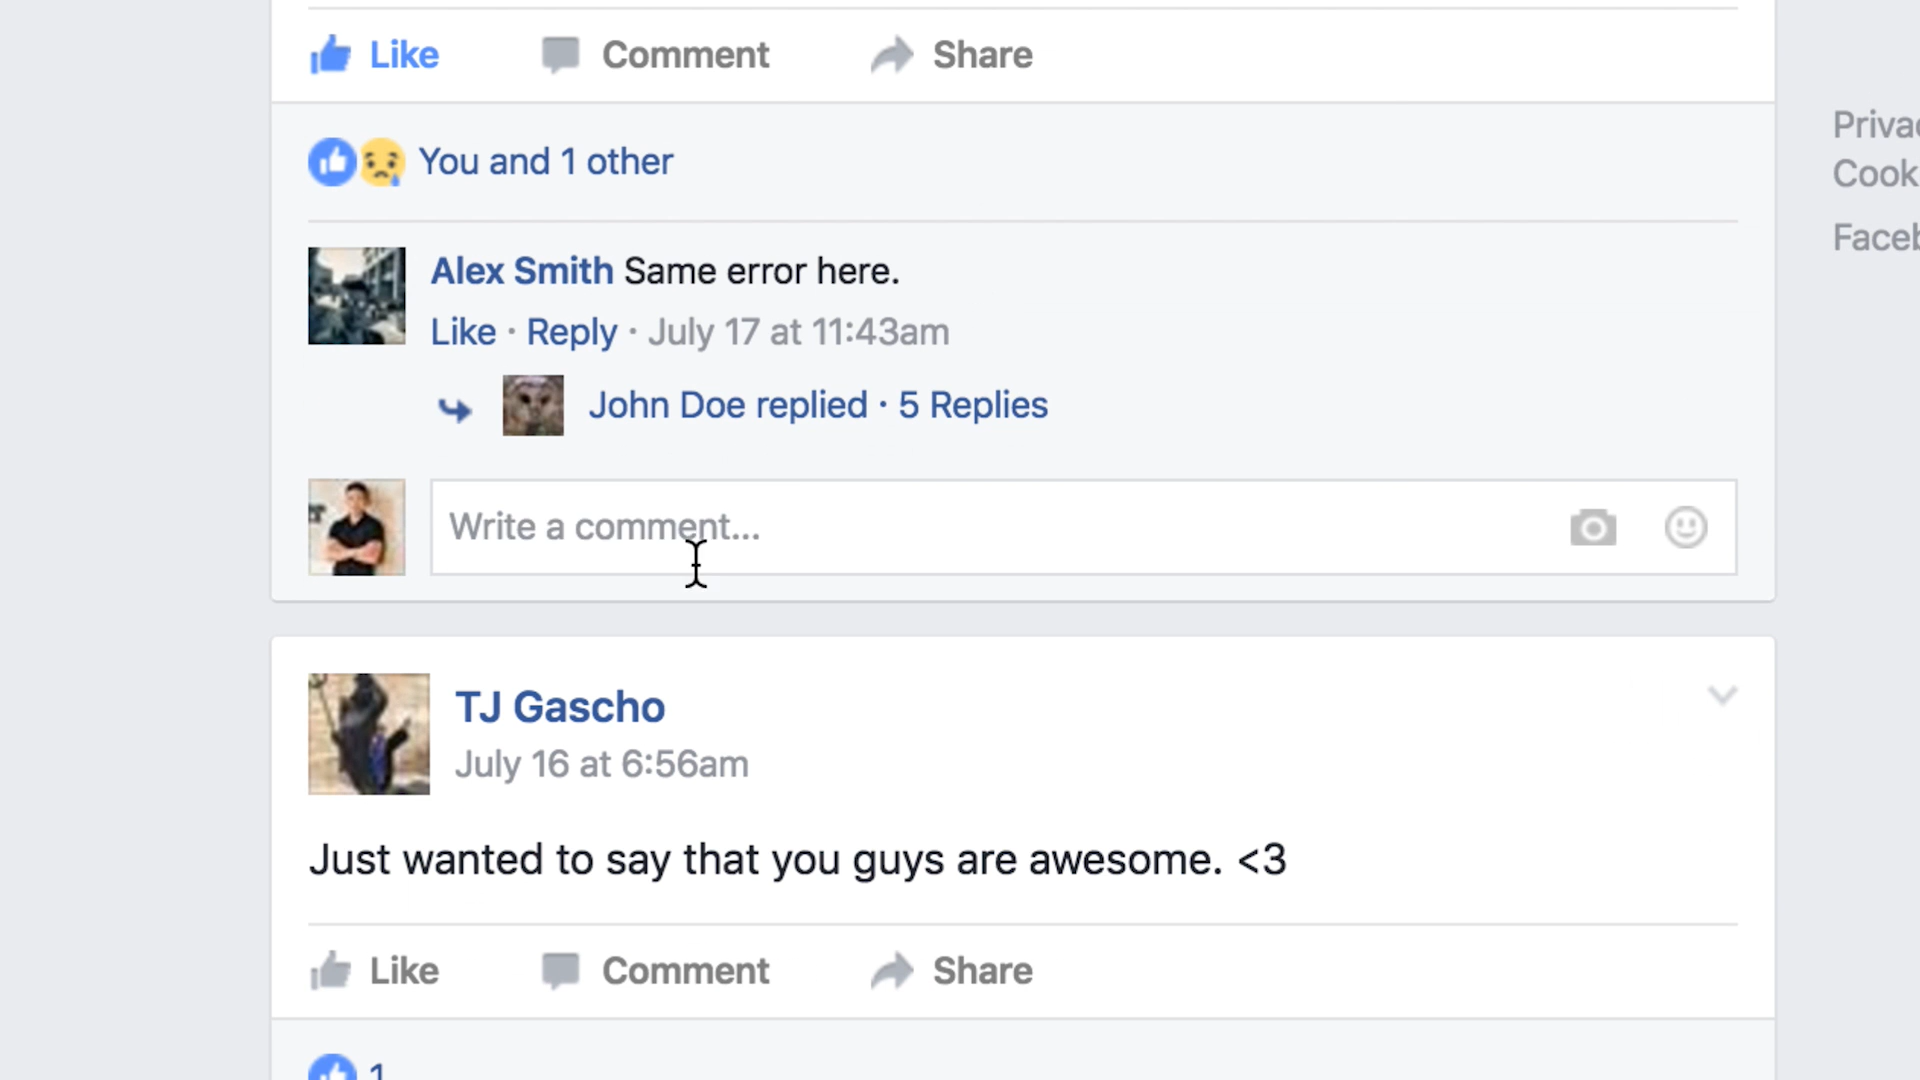 Like Comment Share
You and 1 other
Alex Smith Same error here.
Like · Reply · July 17 at 11:43am
John Doe replied · 5 Replies
Write a comment...
TJ Gascho
July 16 at 6:56am
Just wanted to say that you guys are awesome. <3
Like Comment Share
1